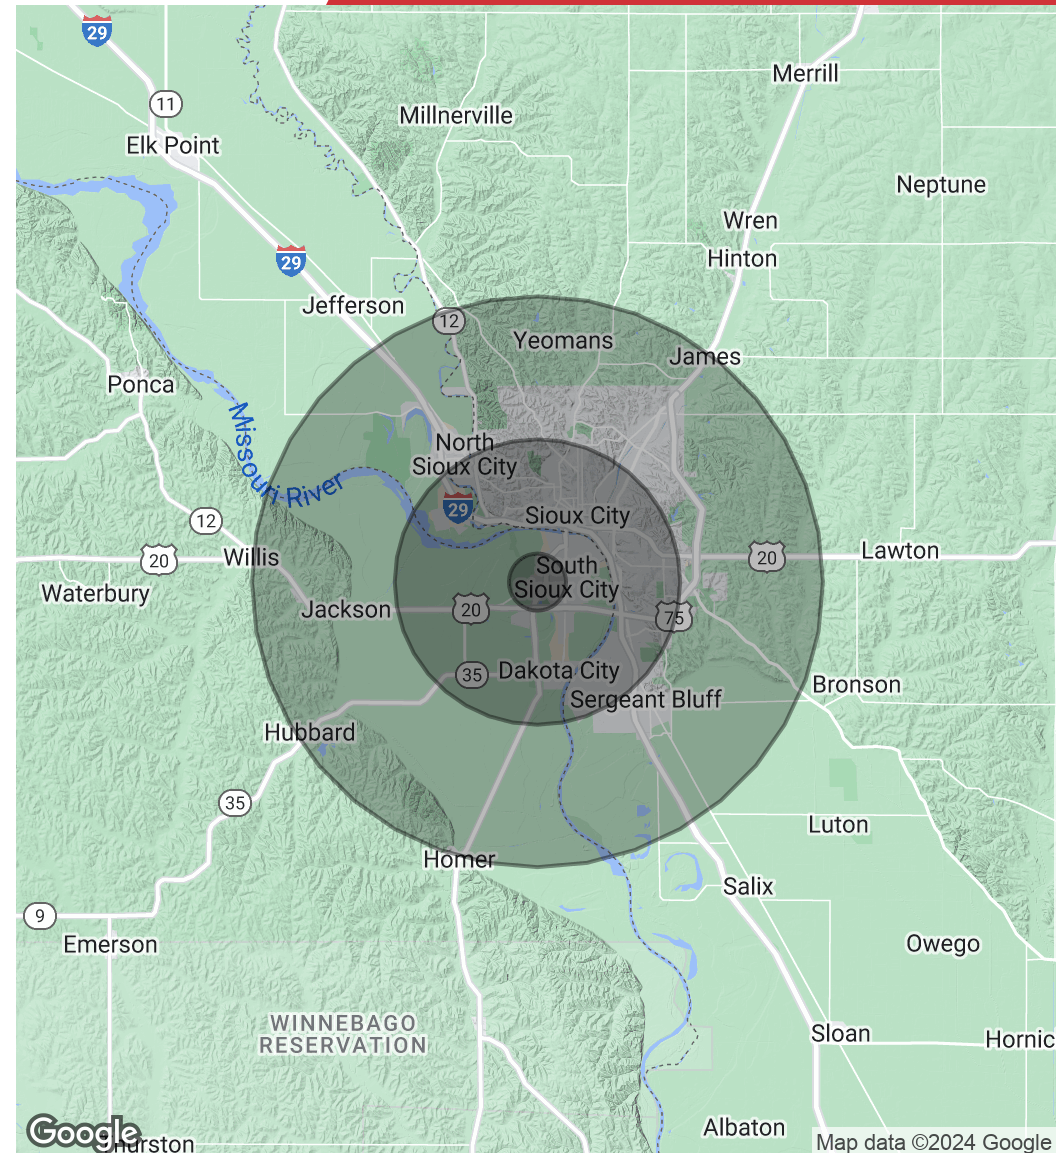 29
Merrill
11
Millnerville
Elk Point
Neptune
Wren
Hinton
29
Jefferson
12
Yeomans
James
Ponca
Missouri River
North
Sioux City
29
Sioux City
12
20
Willis
20
Lawton
South
Sioux City
Waterbury
Jackson
20
75
Dakota City
35
Bronson
Sergeant Bluff
Hubbard
35
Luton
Homer
Salix
9
Emerson
Owego
WINNEBAGO
RESERVATION
Sloan
Hornic
Albaton
Google
Thurston
Map data ©2024 Google